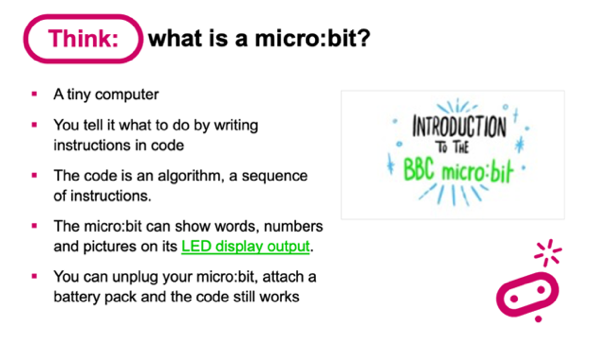 Think: what is a micro:bit?
A tiny computer
You tell it what to do by writing
instructions in code
The code is an algorithm, a sequence
of instructions.
The micro:bit can show words, numbers
and pictures on its LED display output.
You can unplug your micro:bit, attach a
battery pack and the code still works
INTRODUCTION
TO THE
BBC micro:bit